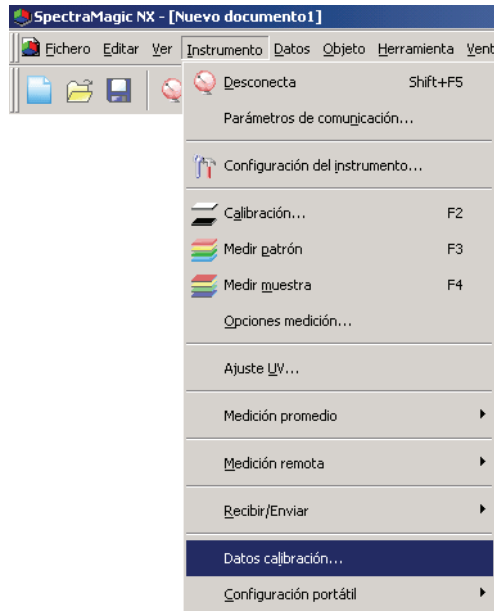 SpectraMagic NX - [Nuevo documento1]
Fichero Editar Ver Instrumento Datos Objeto Herramienta Vent
Desconecta Shift+F5
Parámetros de comunicación...
Configuración del instrumento...
Calibración... F2
Medir patrón F3
Medir muestra F4
Opciones medición...
Ajuste UV...
Medición promedio
Medición remota
Recibir/Enviar
Datos calibración...
Configuración portátil